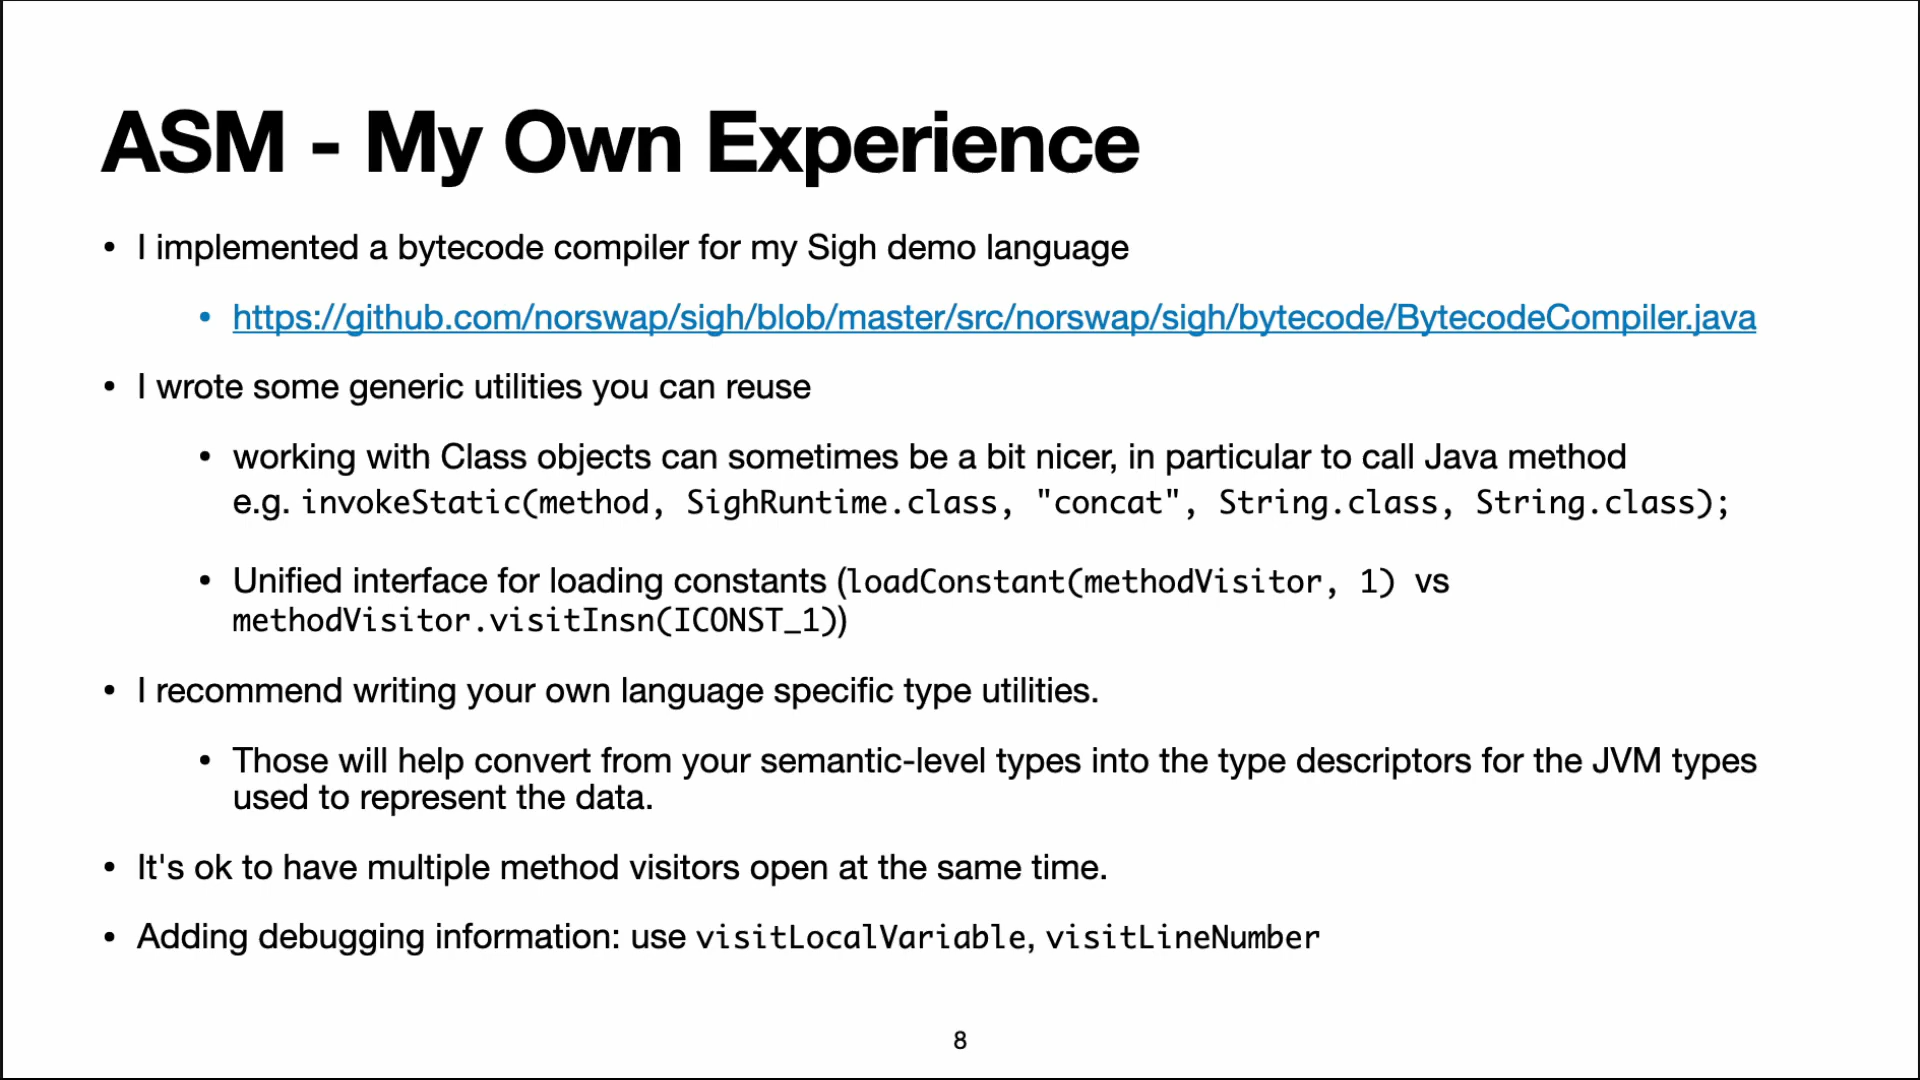 ASM - My Own Experience
• I implemented a bytecode compiler for my Sigh demo language
• https://github.com/norswap/sigh/blob/master/src/norswap/sigh/bytecode/BytecodeCompiler.java
• I wrote some generic utilities you can reuse
• working with Class objects can sometimes be a bit nicer, in particular to call Java method
e.g. invokeStatic(method, SighRuntime.class, "concat", String.class, String.class);
• Unified interface for loading constants (loadConstant(methodVisitor, 1) vs
methodVisitor.visitInsn(ICONST_1))
• I recommend writing your own language specific type utilities.
• Those will help convert from your semantic-level types into the type descriptors for the JVM types
used to represent the data.
• It's ok to have multiple method visitors open at the same time.
• Adding debugging information: use visitLocalVariable, visitLineNumber
8